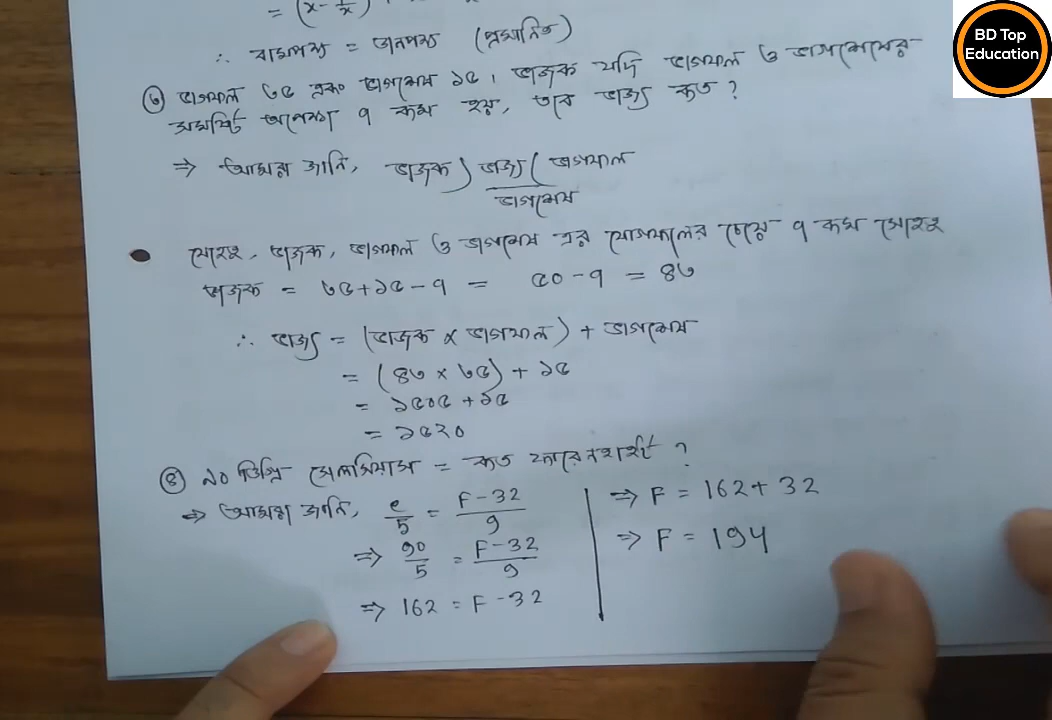 = (x - 1/x)
∴ বামপক্ষ = ডানপক্ষ (প্রমানিত)
BD Top
Education
৩ ভাগফল ৩৫ এবং ভাগশেষ ১৫। ভাজক যদি ভাগফল ও ভাগশেষের
সমষ্টি অপেক্ষা ৭ কম হয়, তবে ভাজ্য কত ?
⇒ আমরা জানি, ভাজক ) ভাজ্য ( ভাগফল
ভাগশেষ
যেহেতু, ভাজক, ভাগফল ও ভাগশেষ এর যোগফলের চেয়ে ৭ কম সেহেতু
ভাজক = ৩৫+১৫-৭ = ৫০-৭ = ৪৩
∴ ভাজ্য = (ভাজক × ভাগফল) + ভাগশেষ
= (৪৩ × ৩৫) + ১৫
= ১৫০৫ + ১৫
= ১৫২০
৪ ৯০ ডিগ্রি সেলসিয়াস = কত ফারেনহাইট ?
⇒ আমরা জানি, c/5 = F-32/9
⇒ 90/5 = F-32/9
⇒ 162 = F-32
⇒ F = 162+32
⇒ F = 194